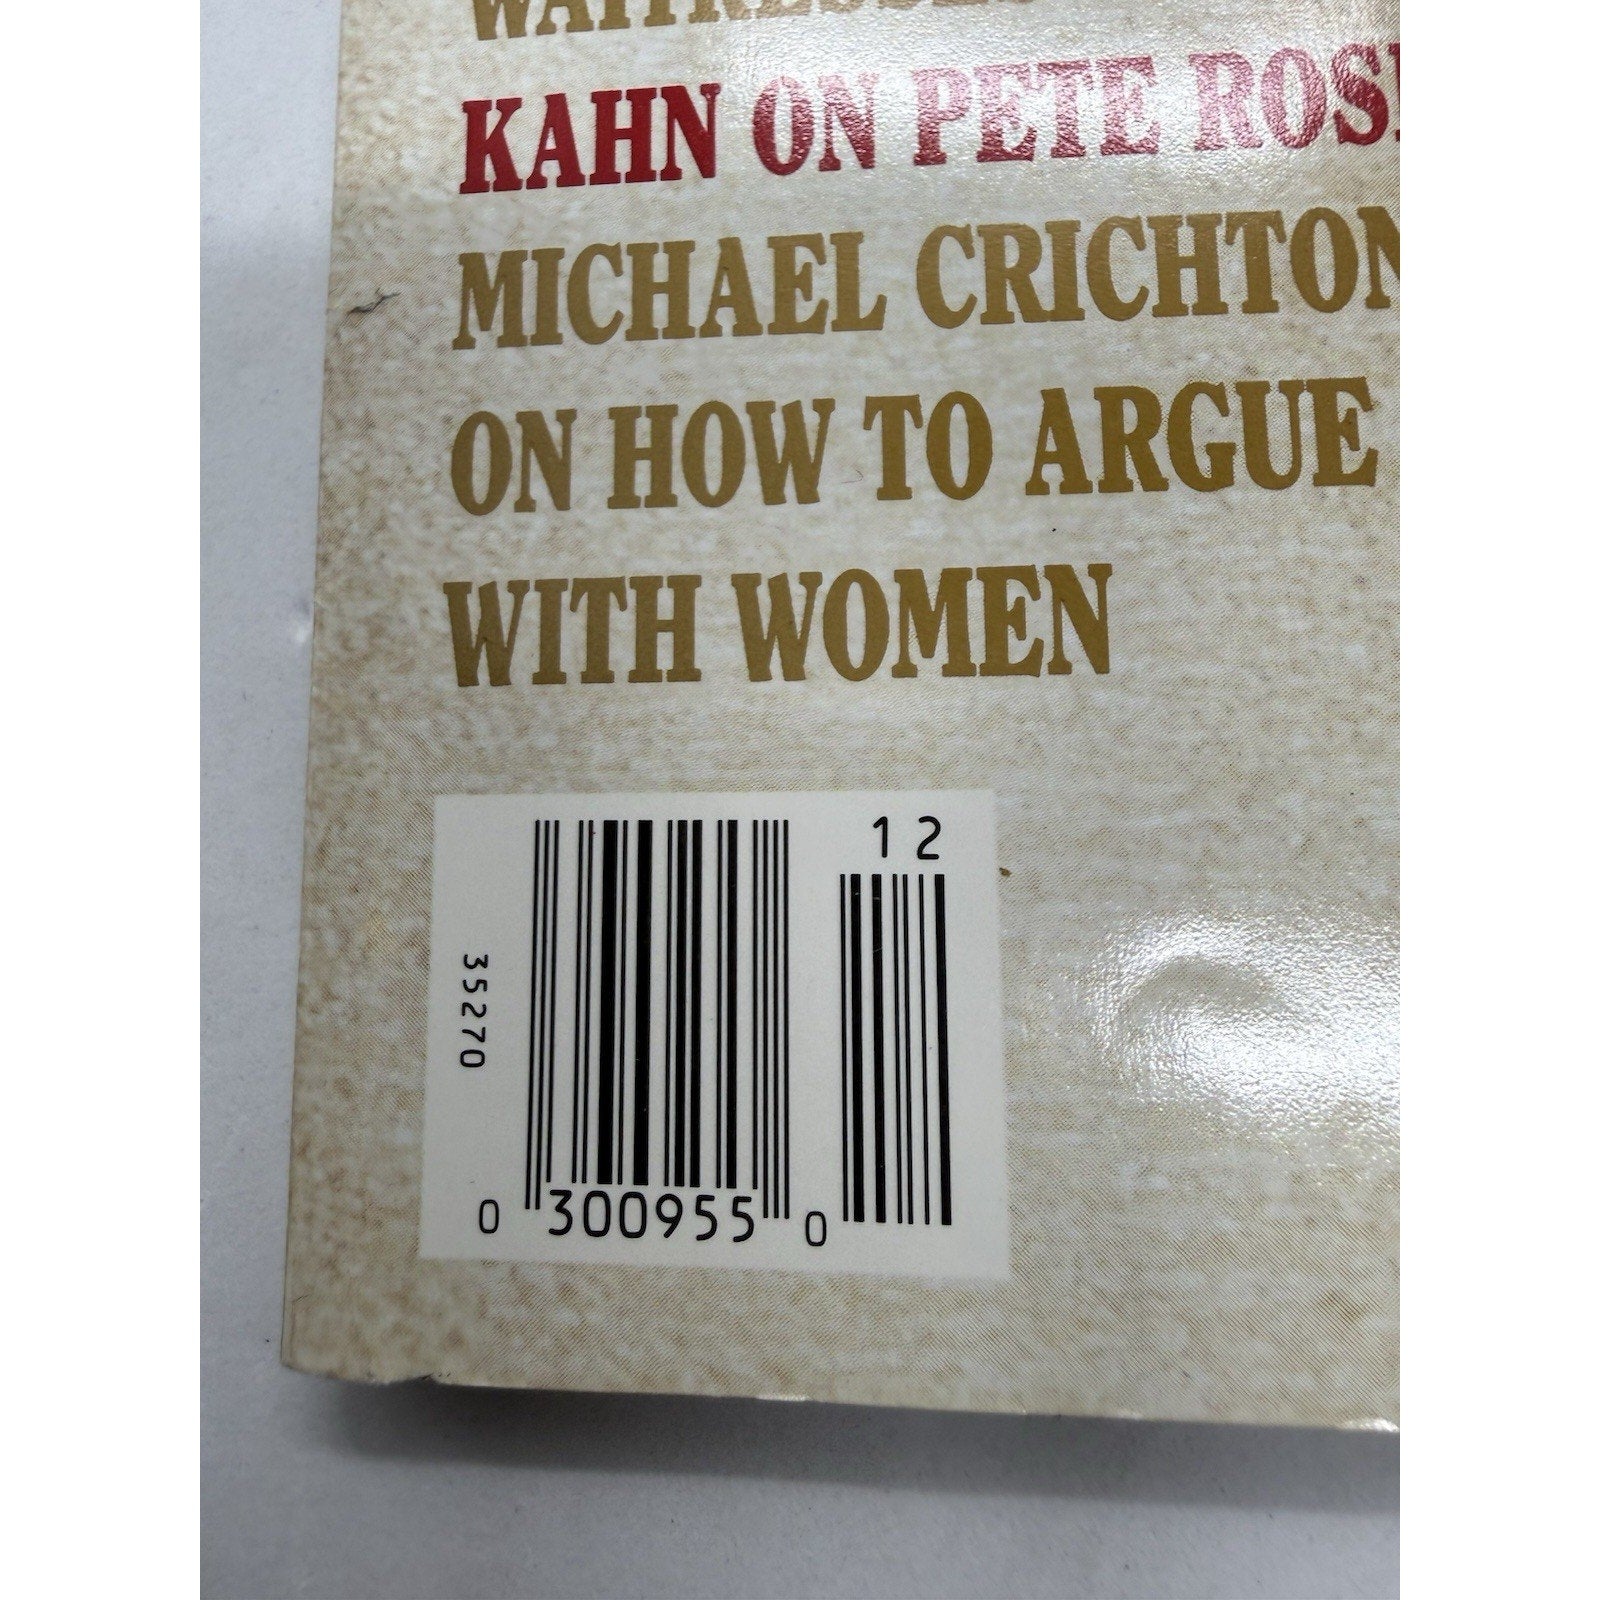 KAHN ON PETE ROS
MICHAEL CRICHTON
ON HOW TO ARGUE
WITH WOMEN
12
35270
0 300955 0